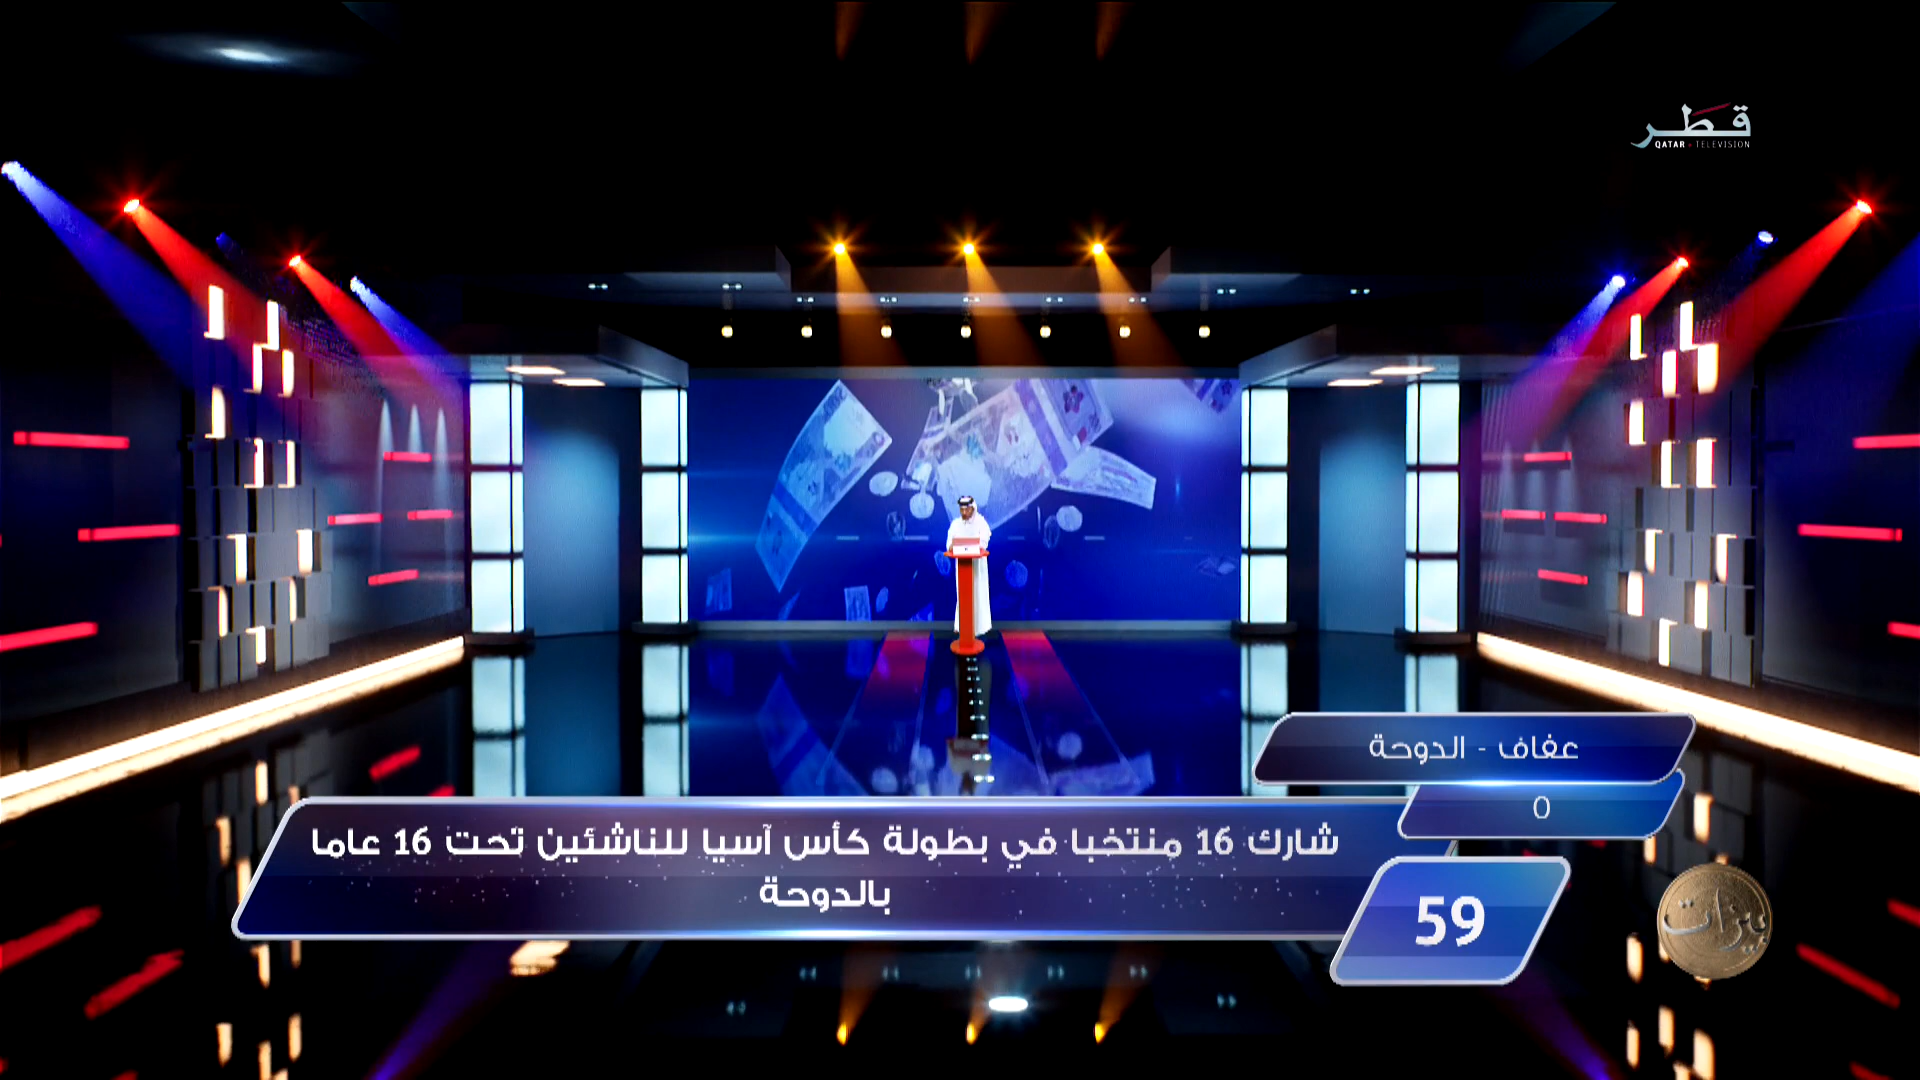 قطر
QATAR TELEVISION
عفاف - الدوحة
0
شارك 16 منتخبا في بطولة كأس آسيا للناشئين تحت 16 عاما
بالدوحة
59
بيزات